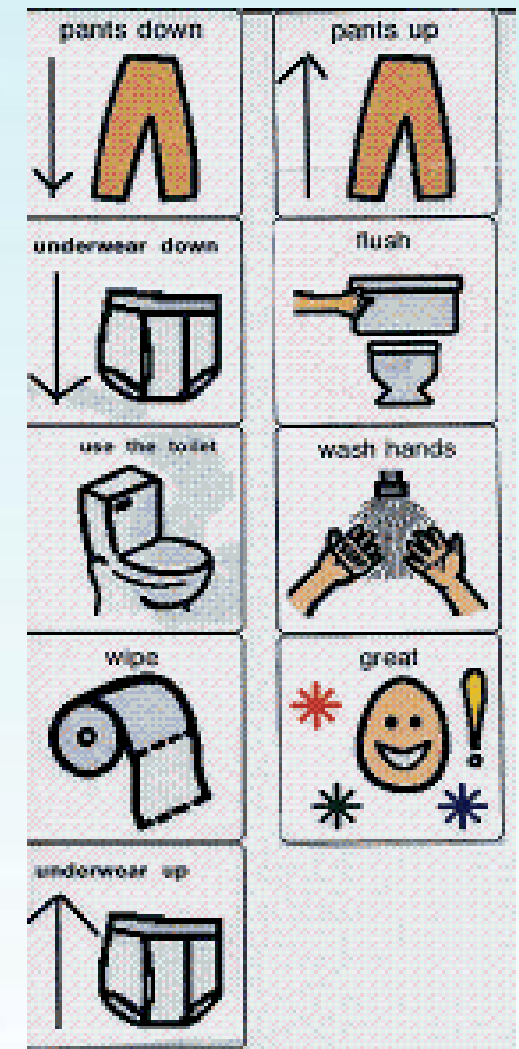 pants down
underwear down
use the toilet
wipe
underwear up
pants up
flush
wash hands
great